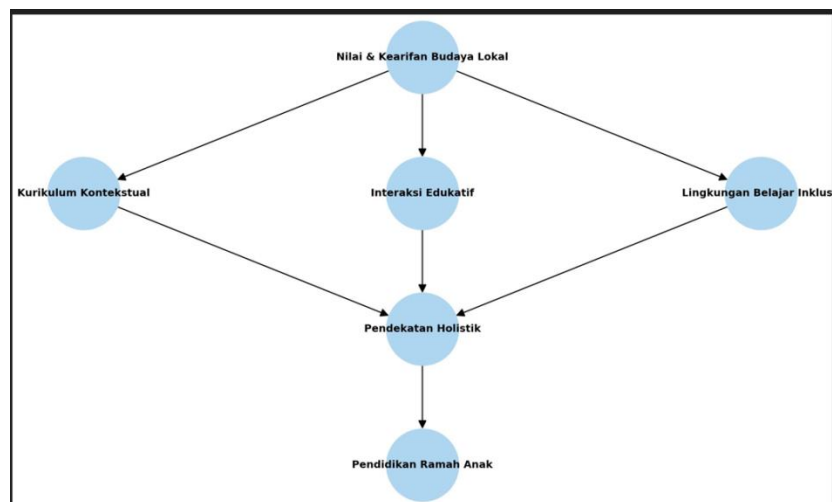 Nilai & Kearifan Budaya Lokal
Kurikulum Kontekstual
Interaksi Edukatif
Lingkungan Belajar Inklus
Pendekatan Holistik
Pendidikan Ramah Anak